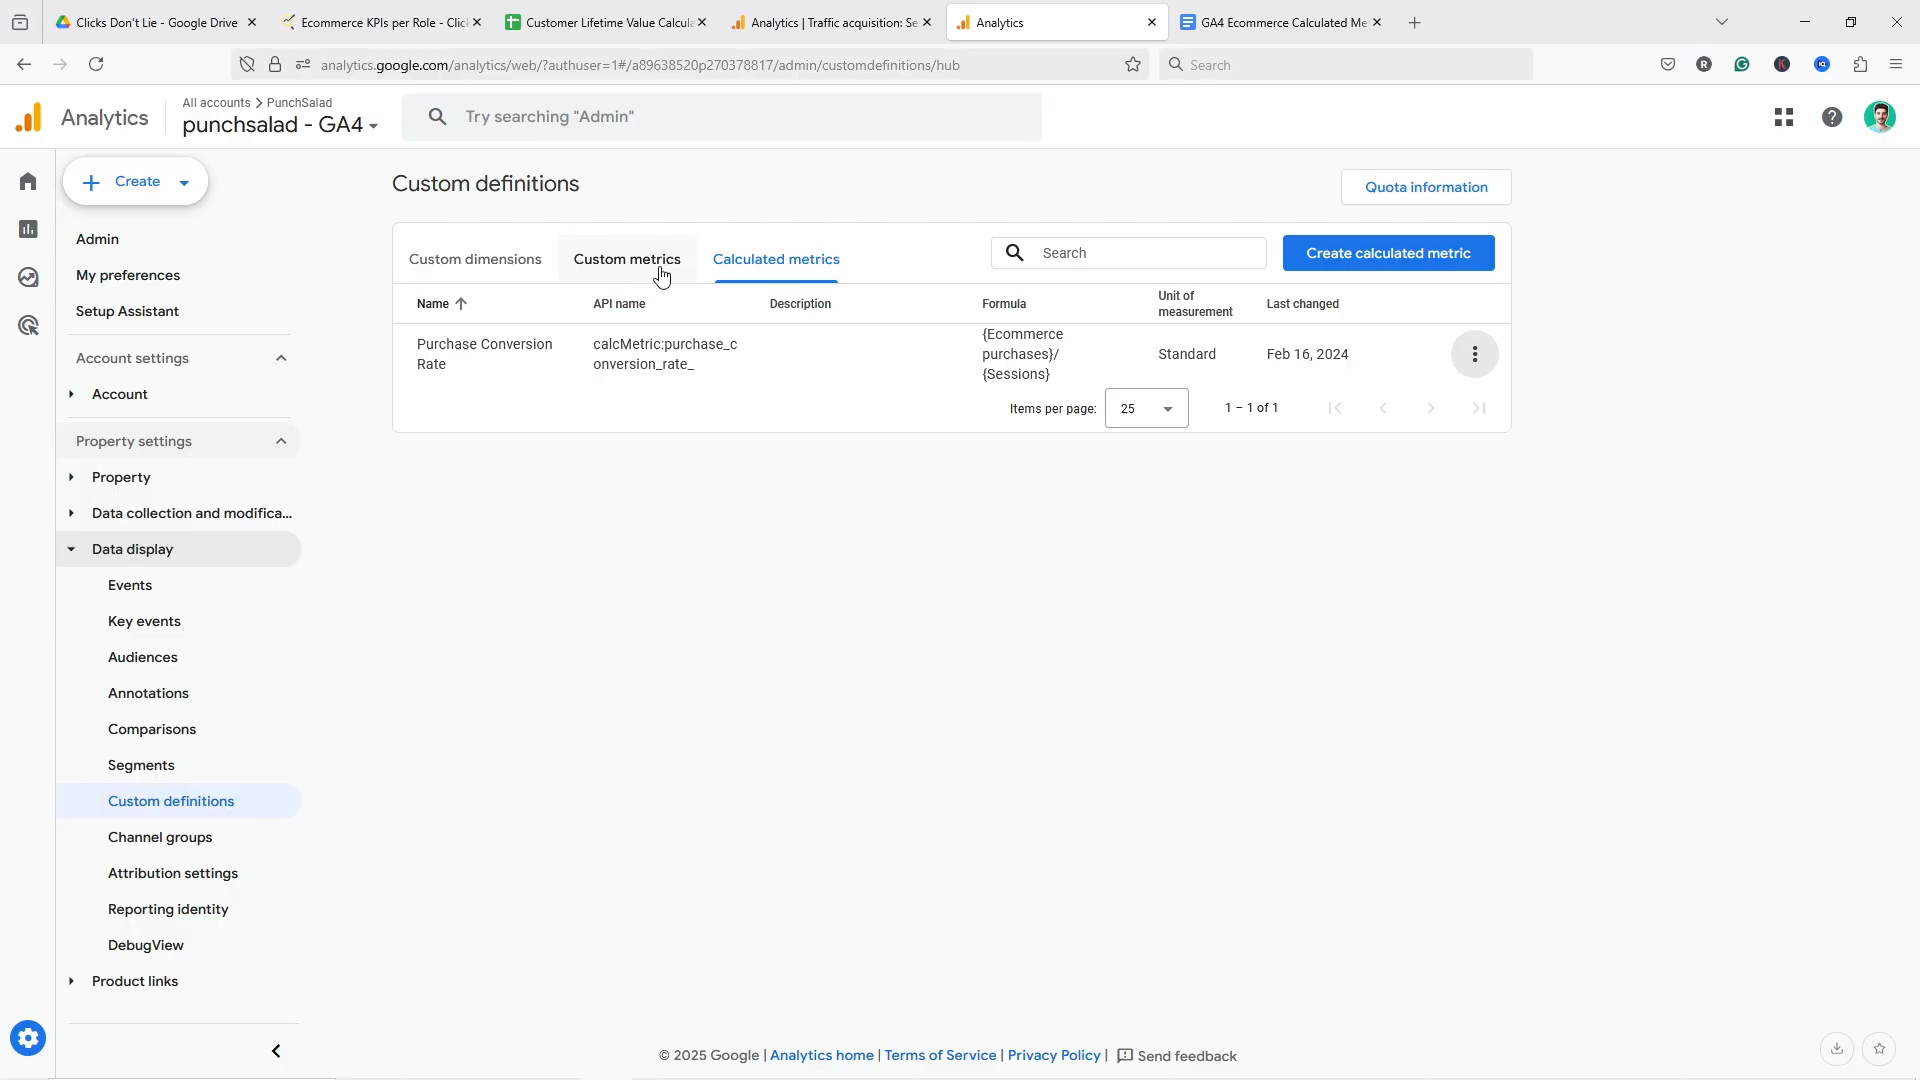 Clicks Don't Lie - Google Drive
Ecommerce KPIs per Role - Click
Customer Lifetime Value Calcula
Analytics | Traffic acquisition: Se
Analytics
GA4 Ecommerce Calculated Me
analytics.google.com/analytics/web/?authuser=1#/a89638520p270378817/admin/customdefinitions/hub
Search
Analytics
All accounts > PunchSalad
punchsalad - GA4
Try searching "Admin"
Create
Admin
My preferences
Setup Assistant
Account settings
Account
Property settings
Property
Data collection and modifica...
Data display
Events
Key events
Audiences
Annotations
Comparisons
Segments
Custom definitions
Channel groups
Attribution settings
Reporting identity
DebugView
Product links
Custom definitions
Quota information
Custom dimensions
Custom metrics
Calculated metrics
Search
Create calculated metric
Name
API name
Description
Formula
Unit of
measurement
Last changed
Purchase Conversion
Rate
calcMetric:purchase_c
onversion_rate_
{Ecommerce
purchases}/
{Sessions}
Standard
Feb 16, 2024
Items per page:
25
1 – 1 of 1
© 2025 Google | Analytics home | Terms of Service | Privacy Policy | Send feedback